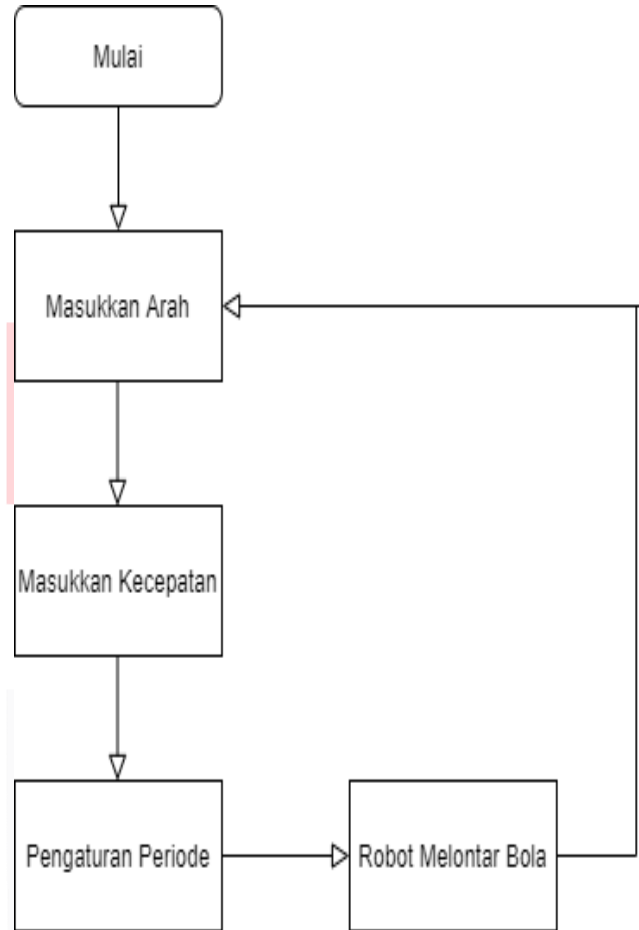 Mulai
Masukkan Arah
Masukkan Kecepatan
Pengaturan Periode
Robot Melontar Bola